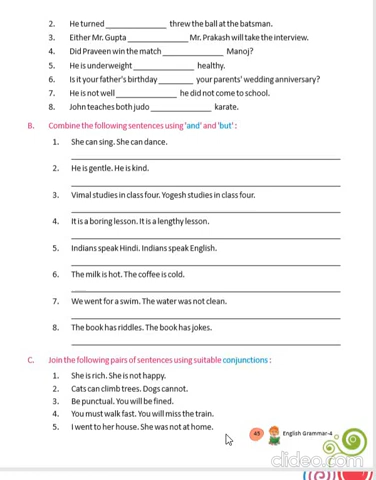 2. He turned ____________ threw the ball at the batsman.
3. Either Mr. Gupta ____________ Mr. Prakash will take the interview.
4. Did Praveen win the match ____________ Manoj?
5. He is underweight ____________ healthy.
6. Is it your father's birthday ________ your parents' wedding anniversary?
7. He is not well ____________ he did not come to school.
8. John teaches both judo ____________ karate.
B. Combine the following sentences using 'and' and 'but' :
1. She can sing. She can dance.
2. He is gentle. He is kind.
3. Vimal studies in class four. Yogesh studies in class four.
4. It is a boring lesson. It is a lengthy lesson.
5. Indians speak Hindi. Indians speak English.
6. The milk is hot. The coffee is cold.
7. We went for a swim. The water was not clean.
8. The book has riddles. The book has jokes.
C. Join the following pairs of sentences using suitable conjunctions :
1. She is rich. She is not happy.
2. Cats can climb trees. Dogs cannot.
3. Be punctual. You will be fined.
4. You must walk fast. You will miss the train.
5. I went to her house. She was not at home.
45 English Grammar-4
clideo.com